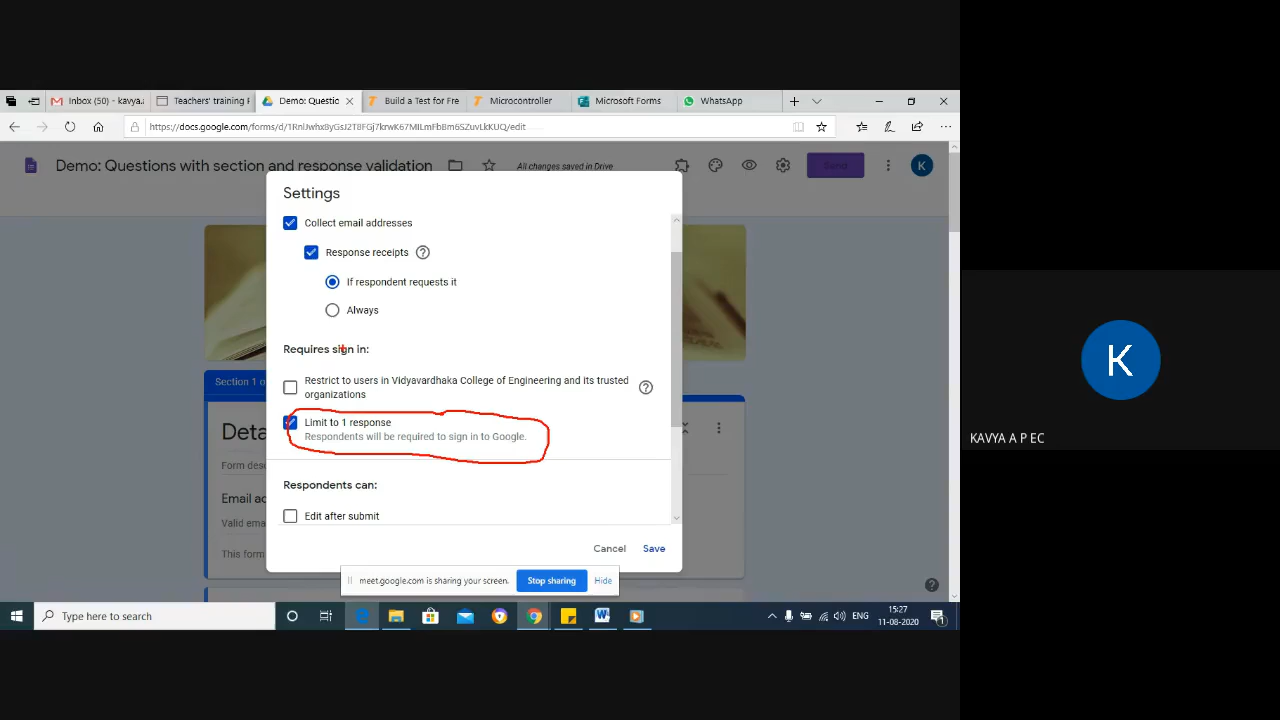 Inbox (50) - kavya.a
Teachers' training P
Demo: Questio
Build a Test for Fre
Microcontroller
Microsoft Forms
WhatsApp
https://docs.google.com/forms/d/
/edit
Demo: Questions with section and response validation
All changes saved in Drive
Send
K
Settings
Collect email addresses
Response receipts
If respondent requests it
Always
Requires sign in:
Restrict to users in Vidyavardhaka College of Engineering and its trusted
organizations
Limit to 1 response
Respondents will be required to sign in to Google.
Respondents can:
Edit after submit
Cancel
Save
Section 1 o
Deta
Form desc
Email ad
Valid emai
This form
meet.google.com is sharing your screen.
Stop sharing
Hide
Type here to search
ENG
15:27
11-08-2020
1
K
KAVYA A P EC